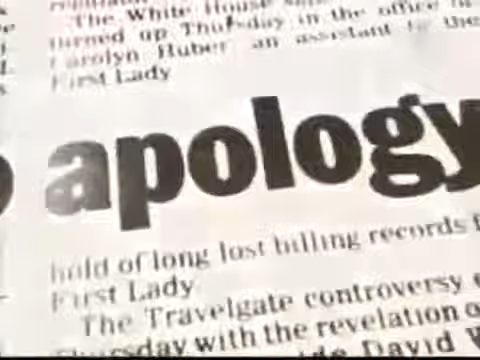 The White House
turned up Thursday in the office
Carolyn Huber an assistant to the
First Lady
apology
hold of long lost billing records
First Lady
The Travelgate controversy
Thursday with the revelation
David